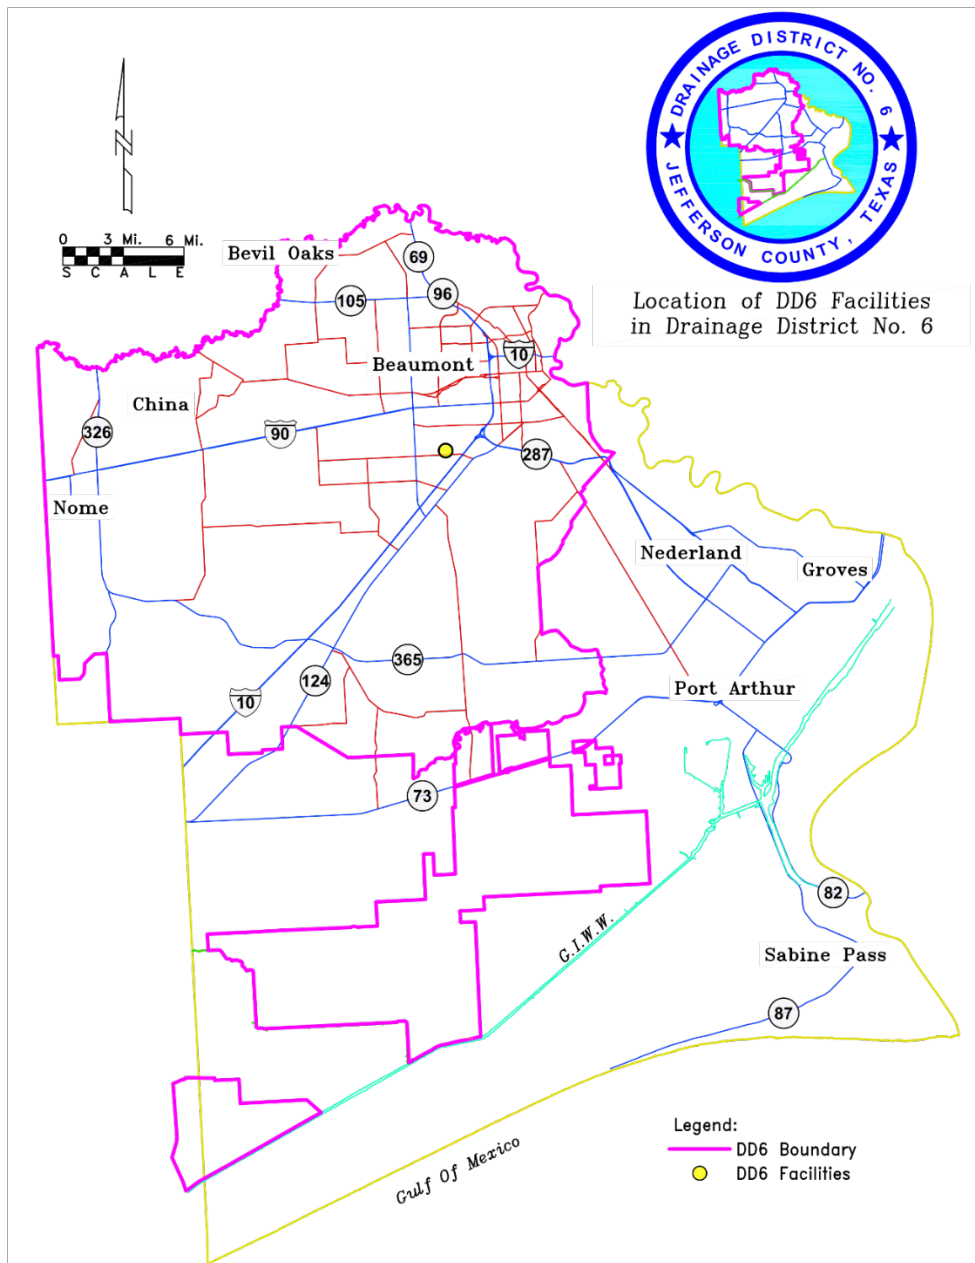 DRAINAGE DISTRICT NO. 6
JEFFERSON COUNTY, TEXAS
Location of DD6 Facilities
in Drainage District No. 6
N
0 3 Mi. 6 Mi.
S C A L E
Bevil Oaks
69
96
105
10
Beaumont
China
326
90
287
Nome
Nederland
Groves
365
124
10
Port Arthur
73
82
G.I.W.W.
Sabine Pass
87
Gulf Of Mexico
Legend:
DD6 Boundary
DD6 Facilities